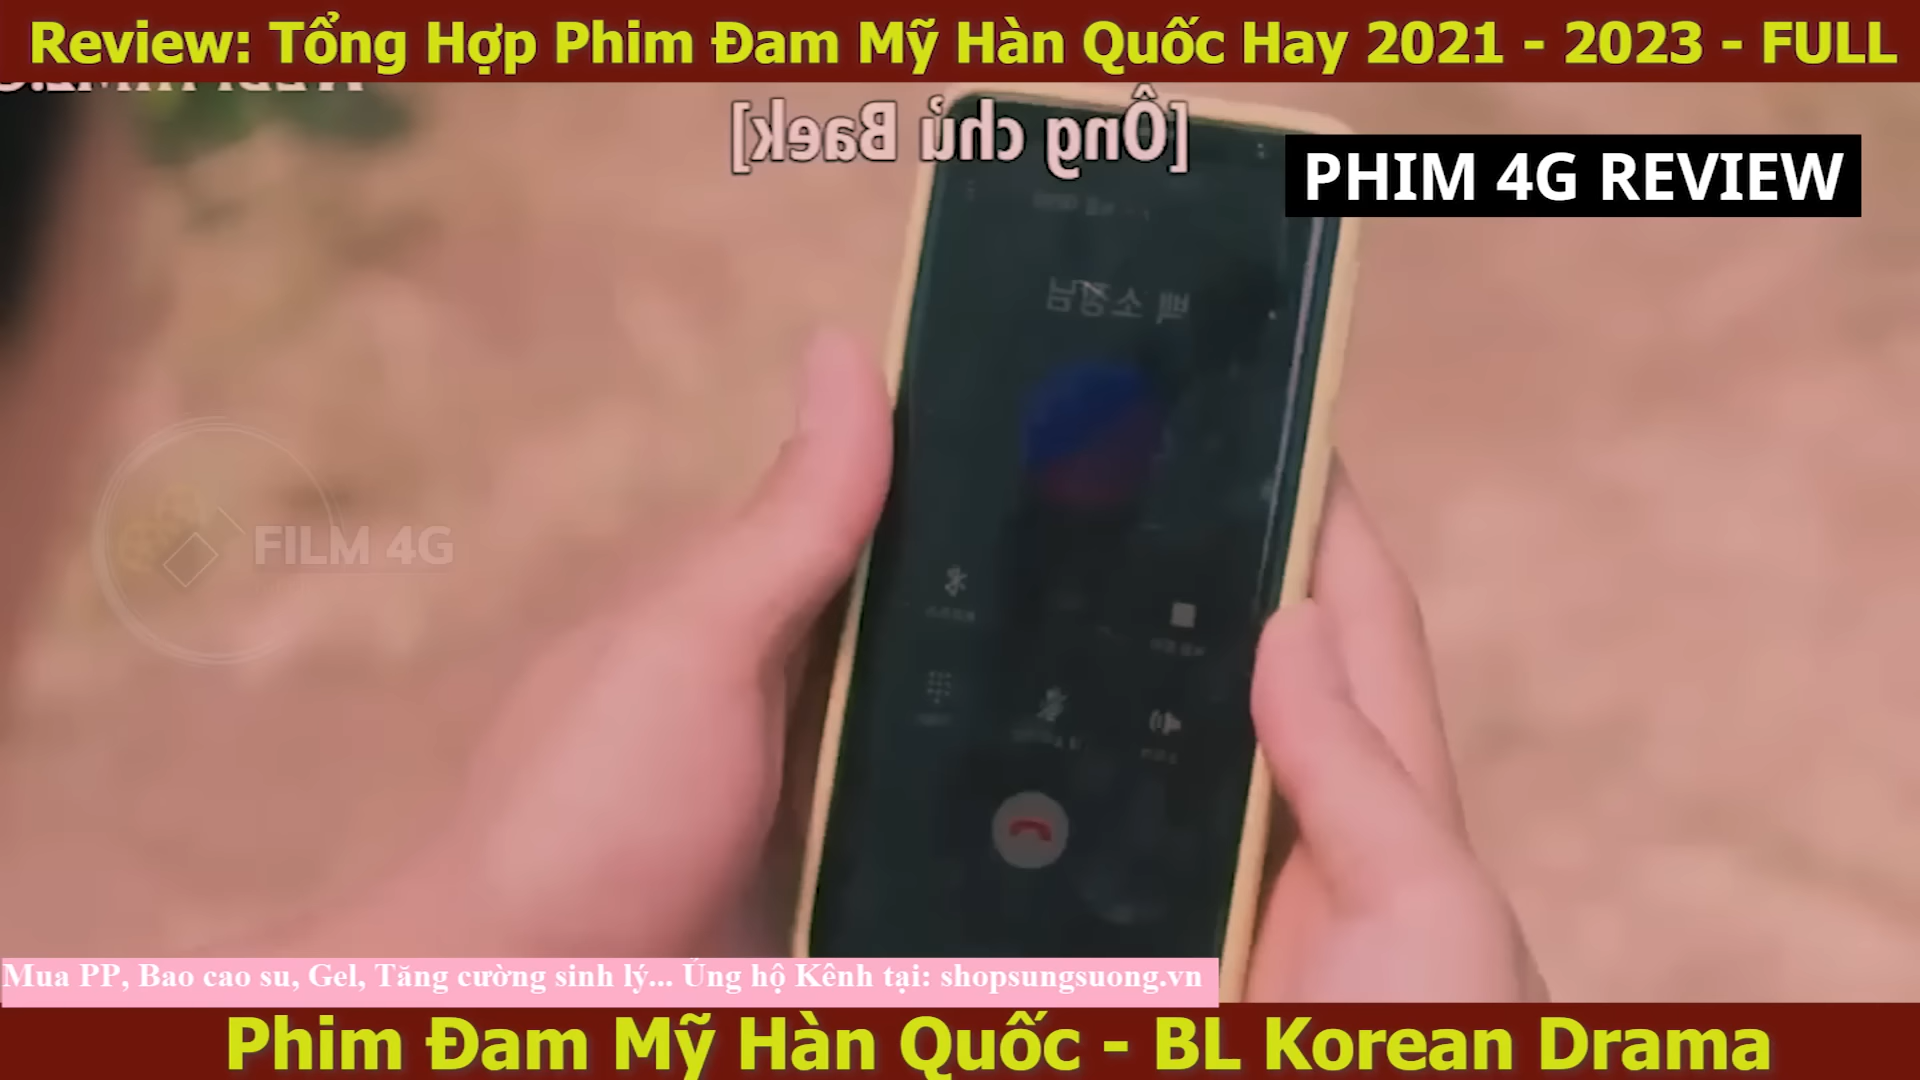 Review: Tổng Hợp Phim Đam Mỹ Hàn Quốc Hay 2021 - 2023 - FULL
[Ông chủ Baek]
PHIM 4G REVIEW
백 소장님
FILM 4G
Mua PP, Bao cao su, Gel, Tăng cường sinh lý... Ủng hộ Kênh tại: shopsungsuong.vn
Phim Đam Mỹ Hàn Quốc - BL Korean Drama